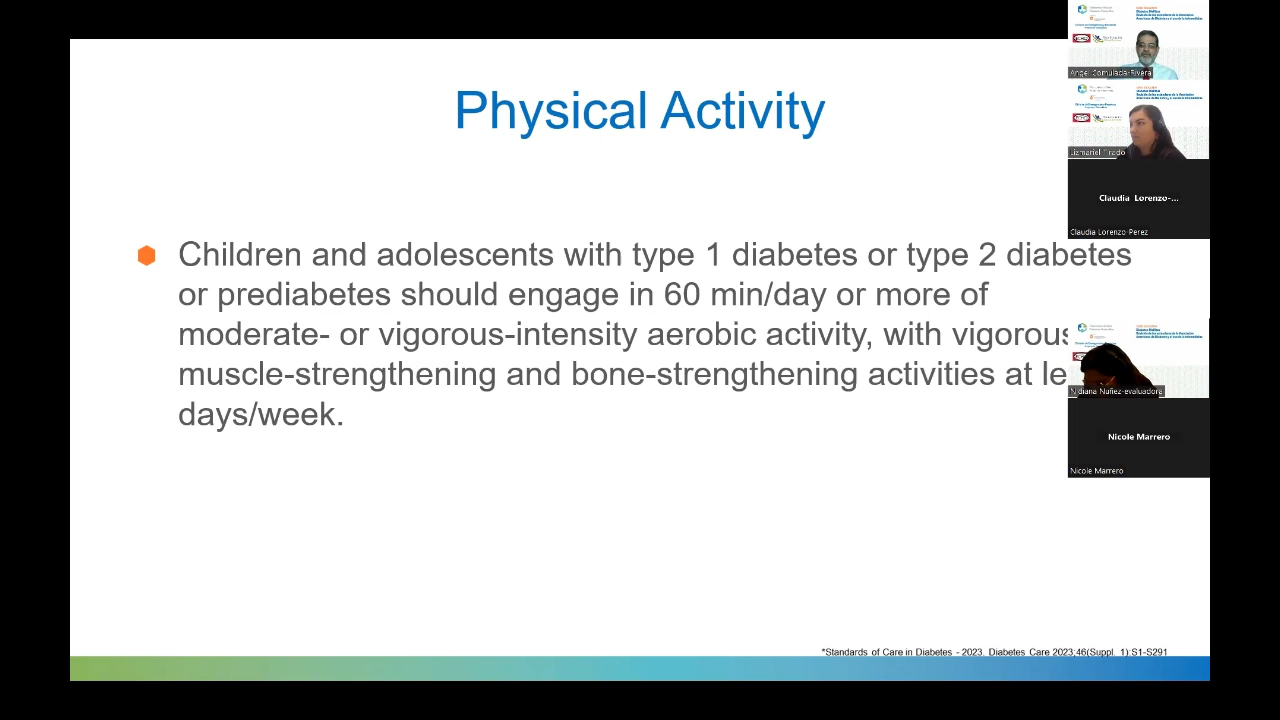 Physical Activity
Children and adolescents with type 1 diabetes or type 2 diabetes
or prediabetes should engage in 60 min/day or more of
moderate- or vigorous-intensity aerobic activity, with vigorous
muscle-strengthening and bone-strengthening activities at le
days/week.
*Standards of Care in Diabetes - 2023. Diabetes Care 2023;46(Suppl. 1):S1-S291
Angel Comulada-Rivera
Lizmariel Tirado
Claudia Lorenzo-...
Claudia Lorenzo-Perez
Nidiana Nuñez-evaluadora
Nicole Marrero
Nicole Marrero